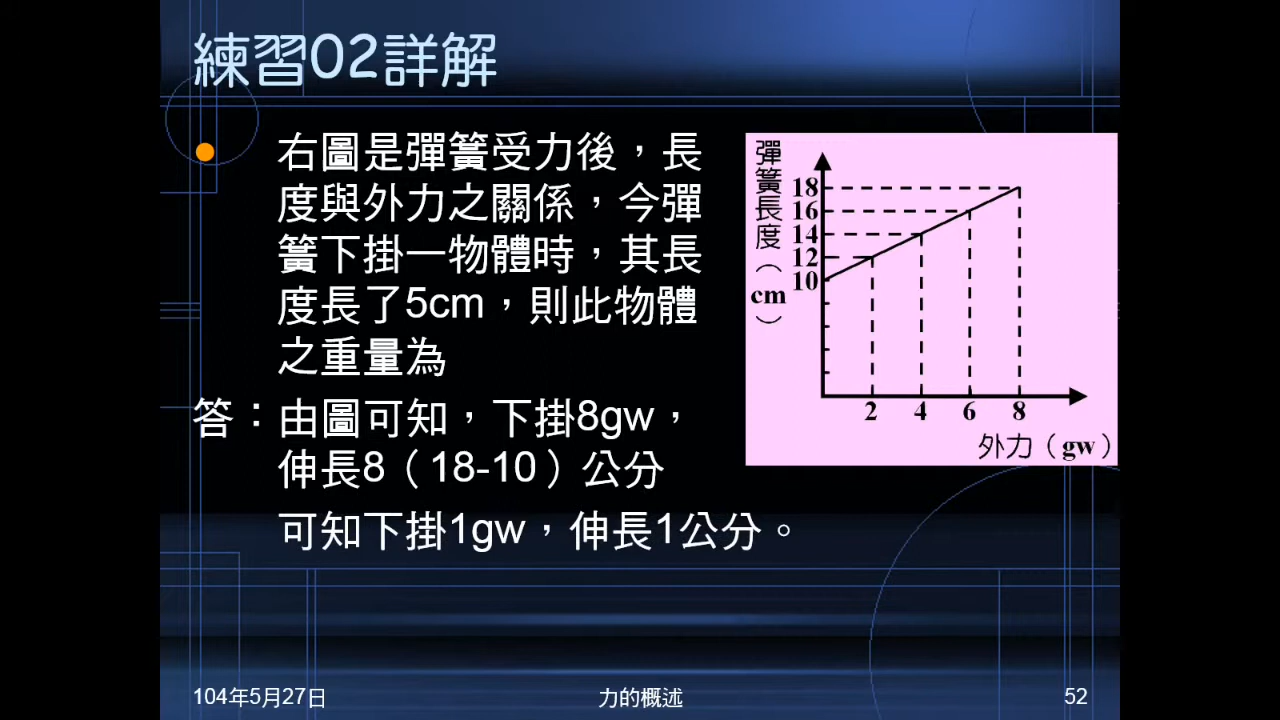 練習02詳解
右圖是彈簧受力後，長
度與外力之關係，今彈
簧下掛一物體時，其長
度長了5cm，則此物體
之重量為
答：由圖可知，下掛8gw，
伸長8（18-10）公分
可知下掛1gw，伸長1公分。
彈簧長度（cm）
18
16
14
12
10
2 4 6 8
外力（gw）
104年5月27日
力的概述
52